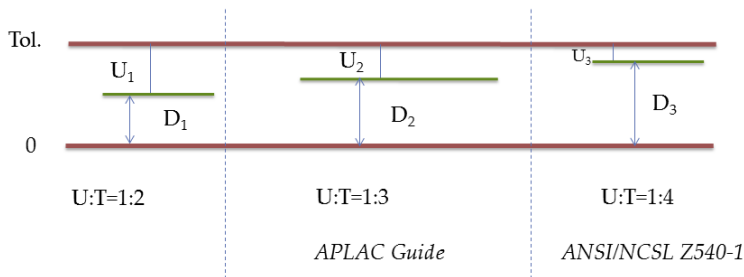 Tol.
U₁
U₂
U₃
D₁
D₂
D₃
0
U:T=1:2
U:T=1:3
U:T=1:4
APLAC Guide
ANSI/NCSL Z540-1